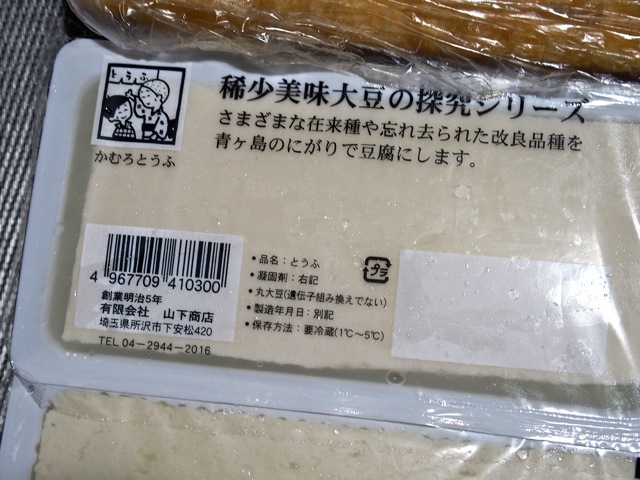 とうふ
かむろとうふ
稀少美味大豆の探究シリーズ
さまざまな在来種や忘れ去られた改良品種を
青ヶ島のにがりで豆腐にします。
4 967709 410300
創業明治5年
有限会社 山下商店
埼玉県所沢市下安松420
TEL 04-2944-2016
・品名：とうふ
・凝固剤：右記
・丸大豆(遺伝子組み換えでない)
・製造年月日：別記
・保存方法：要冷蔵(1℃〜5℃)
プラ